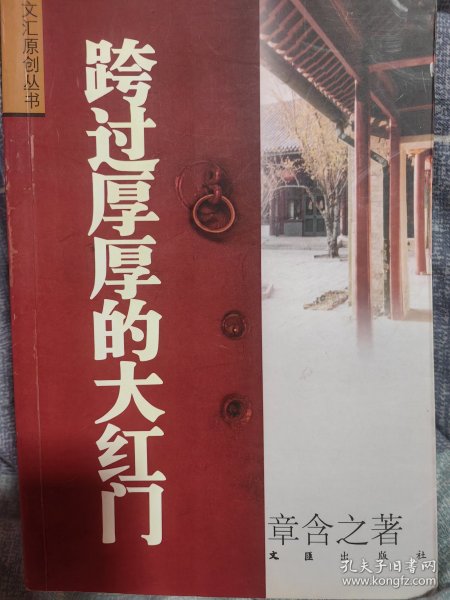 文汇原创丛书
跨过厚厚的大红门
章含之著
文匯出版社
孔夫子旧书网
www.kongfz.com